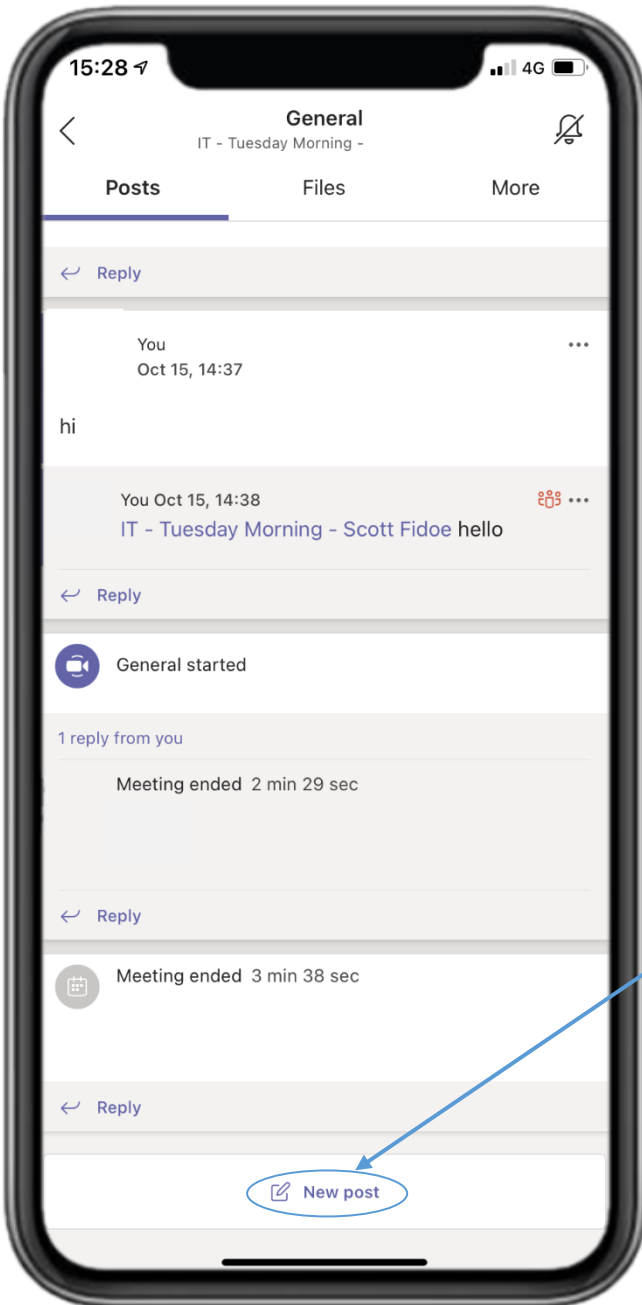 15:28 4G
General
IT - Tuesday Morning -
Posts Files More
Reply
You
Oct 15, 14:37
hi
You Oct 15, 14:38
IT - Tuesday Morning - Scott Fidoe hello
Reply
General started
1 reply from you
Meeting ended 2 min 29 sec
Reply
Meeting ended 3 min 38 sec
Reply
New post